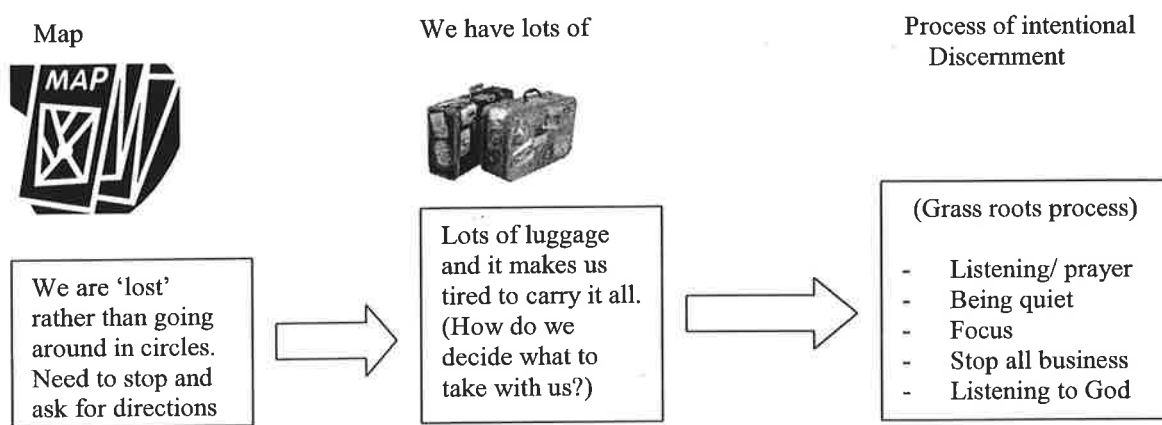 Map
MAP
We are ‘lost’
rather than going
around in circles.
Need to stop and
ask for directions
We have lots of
Lots of luggage
and it makes us
tired to carry it all.
(How do we
decide what to
take with us?)
Process of intentional
Discernment
(Grass roots process)
- Listening/ prayer
- Being quiet
- Focus
- Stop all business
- Listening to God